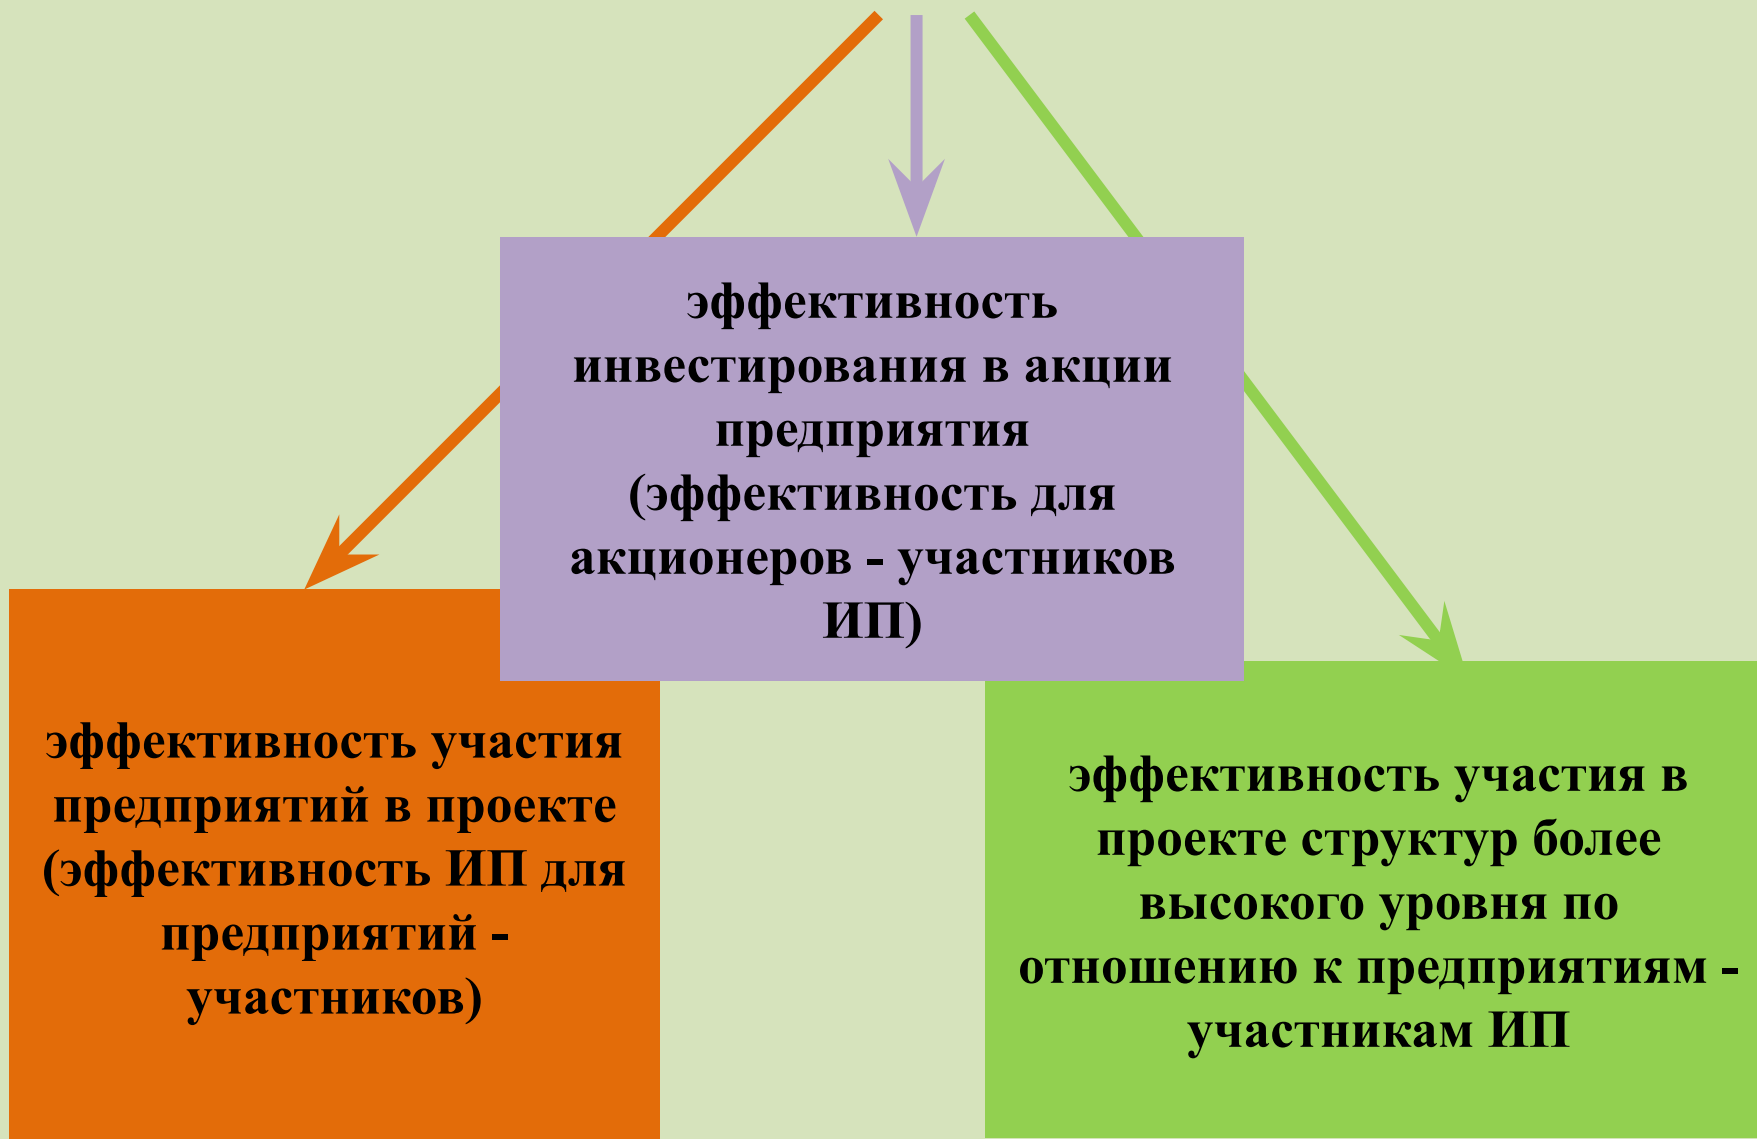 эффективность
инвестирования в акции
предприятия
(эффективность для
акционеров - участников
ИП)
эффективность участия
предприятий в проекте
(эффективность ИП для
предприятий -
участников)
эффективность участия в
проекте структур более
высокого уровня по
отношению к предприятиям -
участникам ИП